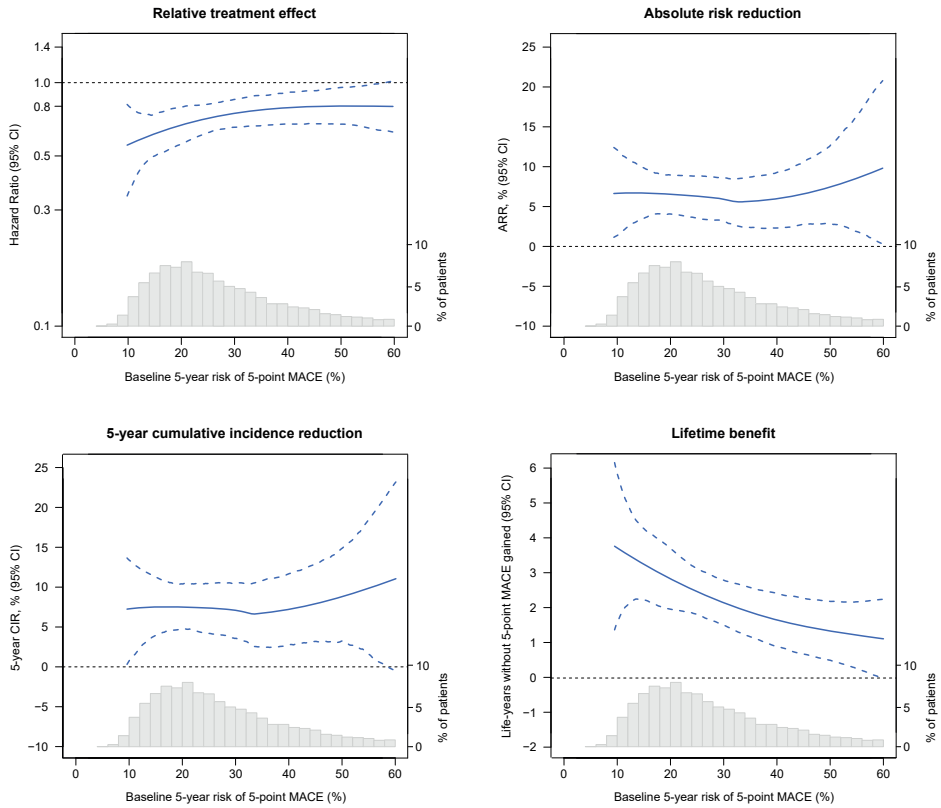 Relative treatment effect
Hazard Ratio (95% CI)
1.4
1.0
0.8
0.5
0.3
0.1
10
5
0
% of patients
0 10 20 30 40 50 60
Baseline 5-year risk of 5-point MACE (%)
Absolute risk reduction
ARR, % (95% CI)
25
20
15
10
5
0
−5
−10
10
5
0
% of patients
0 10 20 30 40 50 60
Baseline 5-year risk of 5-point MACE (%)
5-year cumulative incidence reduction
5-year CIR, % (95% CI)
25
20
15
10
5
0
−5
−10
10
5
0
% of patients
0 10 20 30 40 50 60
Baseline 5-year risk of 5-point MACE (%)
Lifetime benefit
Life-years without 5-point MACE gained (95% CI)
6
5
4
3
2
1
0
−1
−2
10
5
0
% of patients
0 10 20 30 40 50 60
Baseline 5-year risk of 5-point MACE (%)